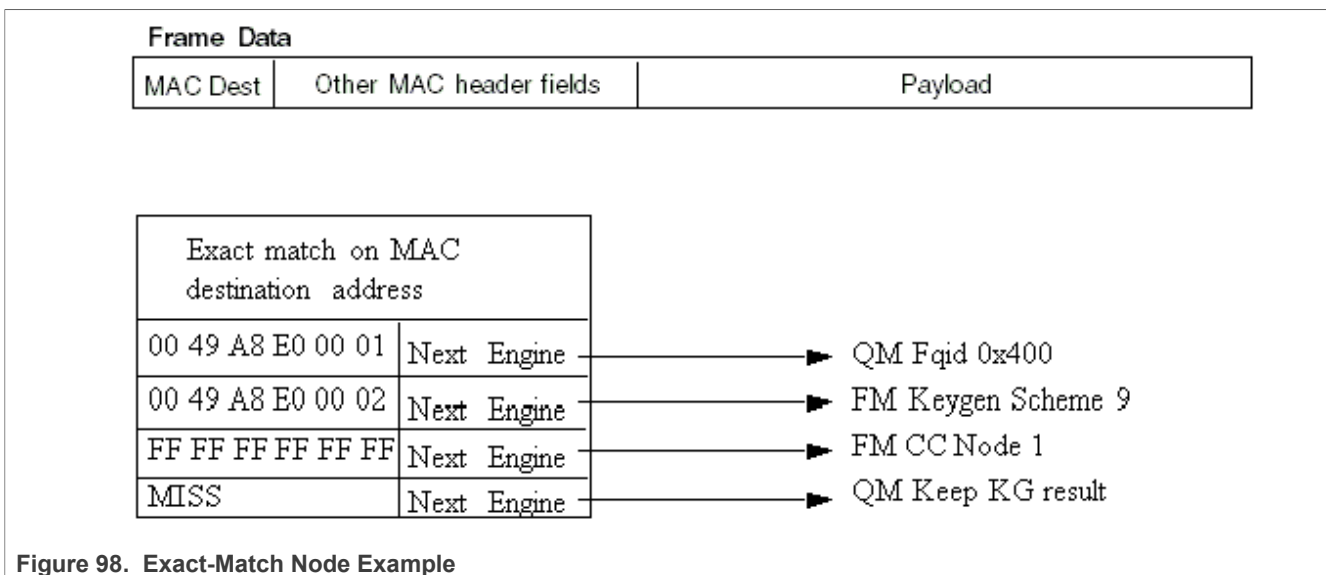 Frame Data
MAC Dest Other MAC header fields Payload
Exact match on MAC
destination address
00 49 A8 E0 00 01 Next Engine QM Fqid 0x400
00 49 A8 E0 00 02 Next Engine FM Keygen Scheme 9
FF FF FF FF FF FF Next Engine FM CC Node 1
MISS Next Engine QM Keep KG result
Figure 98. Exact-Match Node Example